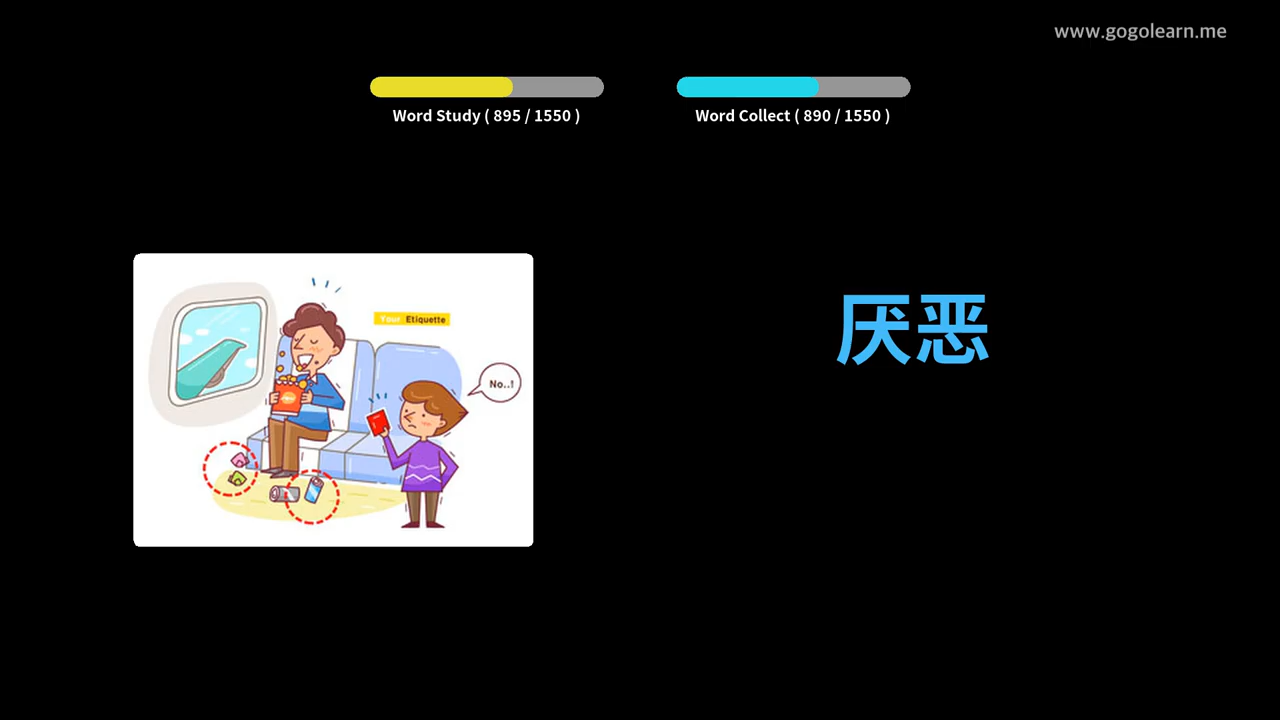 www.gogolearn.me
Word Study ( 895 / 1550 )
Word Collect ( 890 / 1550 )
Your Etiquette
No..!
厌恶